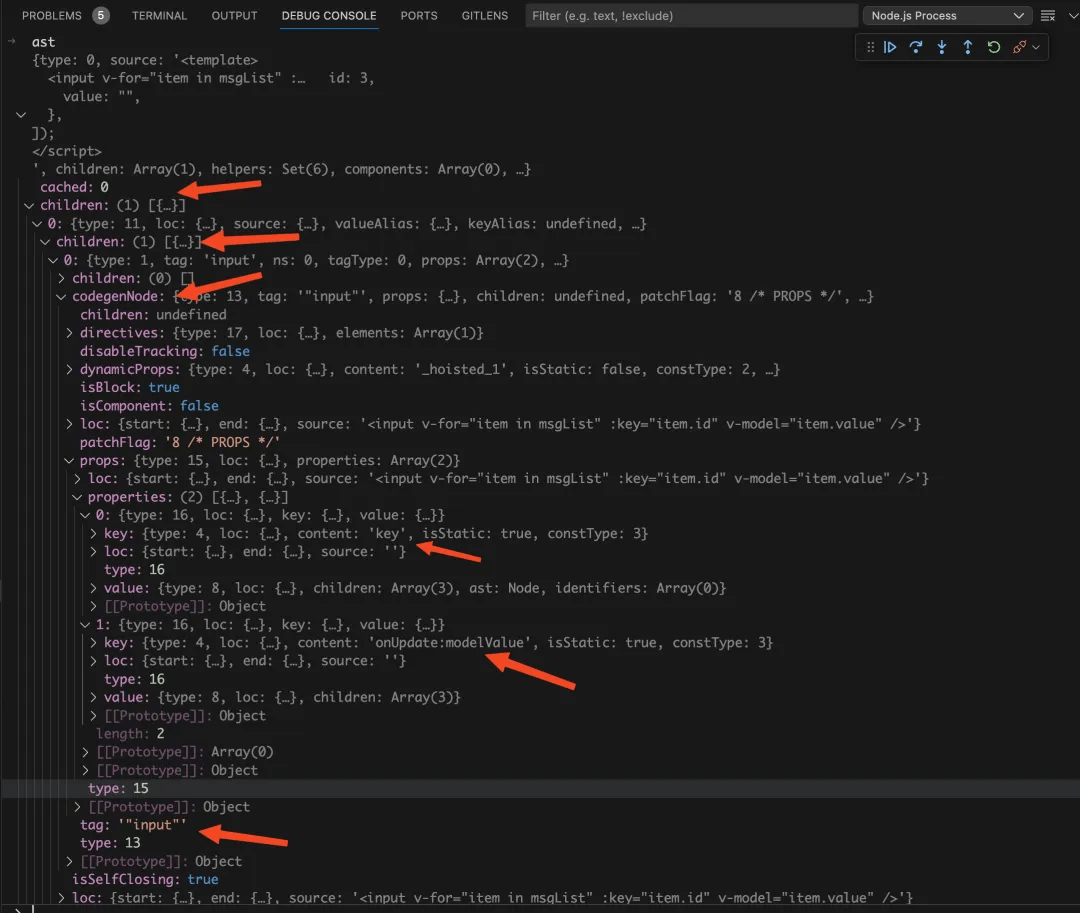 PROBLEMS 5 TERMINAL OUTPUT DEBUG CONSOLE PORTS GITLENS Filter (e.g. text, !exclude) Node.js Process
ast
{type: 0, source: '<template>
<input v-for="item in msgList" :… id: 3,
value: "",
},
]);
</script>
', children: Array(1), helpers: Set(6), components: Array(0), …}
cached: 0
children: (1) [{…}]
0: {type: 11, loc: {…}, source: {…}, valueAlias: {…}, keyAlias: undefined, …}
children: (1) [{…}]
0: {type: 1, tag: 'input', ns: 0, tagType: 0, props: Array(2), …}
children: (0) []
codegenNode: {type: 13, tag: '"input"', props: {…}, children: undefined, patchFlag: '8 /* PROPS */', …}
children: undefined
directives: {type: 17, loc: {…}, elements: Array(1)}
disableTracking: false
dynamicProps: {type: 4, loc: {…}, content: '_hoisted_1', isStatic: false, constType: 2, …}
isBlock: true
isComponent: false
loc: {start: {…}, end: {…}, source: '<input v-for="item in msgList" :key="item.id" v-model="item.value" />'}
patchFlag: '8 /* PROPS */'
props: {type: 15, loc: {…}, properties: Array(2)}
loc: {start: {…}, end: {…}, source: '<input v-for="item in msgList" :key="item.id" v-model="item.value" />'}
properties: (2) [{…}, {…}]
0: {type: 16, loc: {…}, key: {…}, value: {…}}
key: {type: 4, loc: {…}, content: 'key', isStatic: true, constType: 3}
loc: {start: {…}, end: {…}, source: ''}
type: 16
value: {type: 8, loc: {…}, children: Array(3), ast: Node, identifiers: Array(0)}
[[Prototype]]: Object
1: {type: 16, loc: {…}, key: {…}, value: {…}}
key: {type: 4, loc: {…}, content: 'onUpdate:modelValue', isStatic: true, constType: 3}
loc: {start: {…}, end: {…}, source: ''}
type: 16
value: {type: 8, loc: {…}, children: Array(3)}
[[Prototype]]: Object
length: 2
[[Prototype]]: Array(0)
[[Prototype]]: Object
type: 15
[[Prototype]]: Object
tag: '"input"'
type: 13
[[Prototype]]: Object
isSelfClosing: true
loc: {start: {…}, end: {…}, source: '<input v-for="item in msgList" :key="item.id" v-model="item.value" />'}